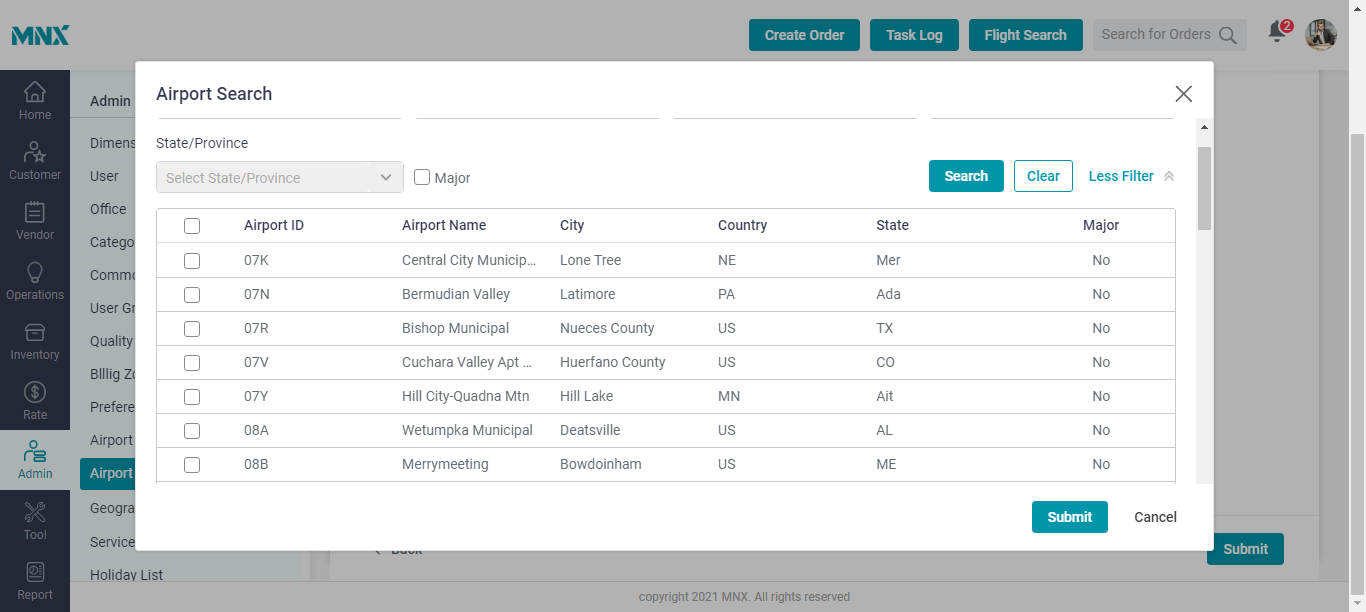 MNX
Create Order
Task Log
Flight Search
Search for Orders
2
Home
Customer
Vendor
Operations
Inventory
Rate
Admin
Tool
Report
Admin
Dimens
User
Office
Catego
Commo
User Gr
Quality
Blllig Zo
Prefere
Airport
Airport
Geogra
Service
Holiday List
Airport Search
State/Province
Select State/Province
Major
Search
Clear
Less Filter
Airport ID Airport Name City Country State Major
07K Central City Municip... Lone Tree NE Mer No
07N Bermudian Valley Latimore PA Ada No
07R Bishop Municipal Nueces County US TX No
07V Cuchara Valley Apt ... Huerfano County US CO No
07Y Hill City-Quadna Mtn Hill Lake MN Ait No
08A Wetumpka Municipal Deatsville US AL No
08B Merrymeeting Bowdoinham US ME No
Submit
Cancel
Back
Submit
copyright 2021 MNX. All rights reserved